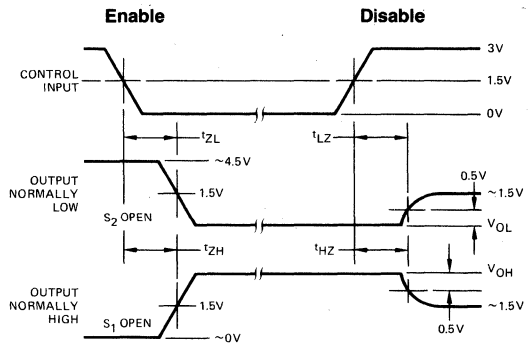 Enable
Disable
CONTROL
INPUT
3V
1.5V
0V
tZL
tLZ
OUTPUT
NORMALLY
LOW
~4.5V
1.5V
S2 OPEN
0.5V
~1.5V
VOL
tZH
tHZ
OUTPUT
NORMALLY
HIGH
S1 OPEN
1.5V
~0V
VOH
~1.5V
0.5V